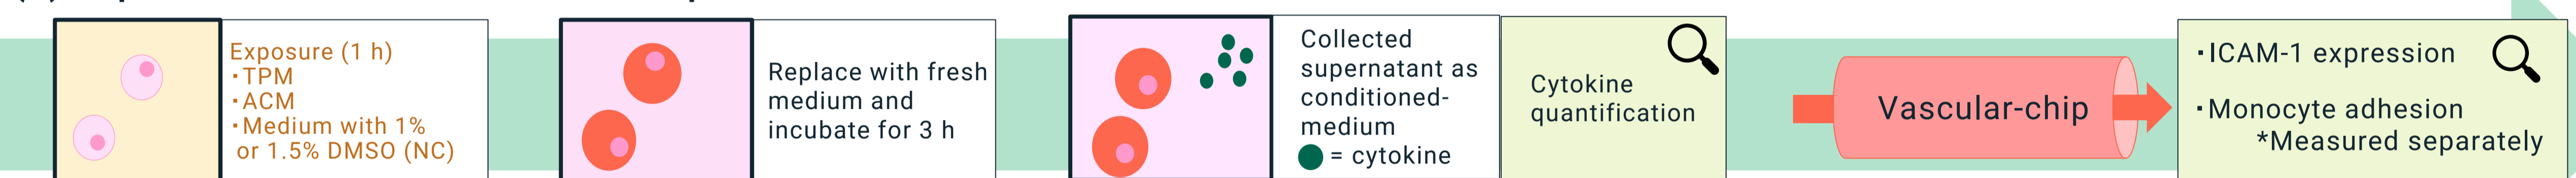 Exposure (1 h)
･TPM
･ACM
･Medium with 1%
or 1.5% DMSO (NC)
Replace with fresh
medium and
incubate for 3 h
Collected
supernatant as
conditioned-
medium
= cytokine
Cytokine
quantification
Vascular-chip
･ICAM-1 expression
･Monocyte adhesion
*Measured separately